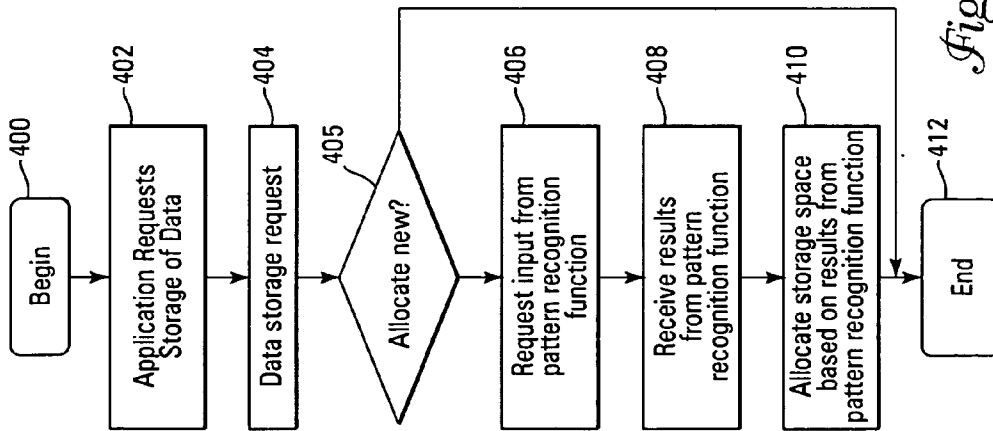 Begin
400
Application Requests
Storage of Data
402
Data storage request
404
Allocate new?
405
Request input from
pattern recognition
function
406
Receive results
from pattern
recognition function
408
Allocate storage space
based on results from
pattern recognition function
410
End
412
Fig